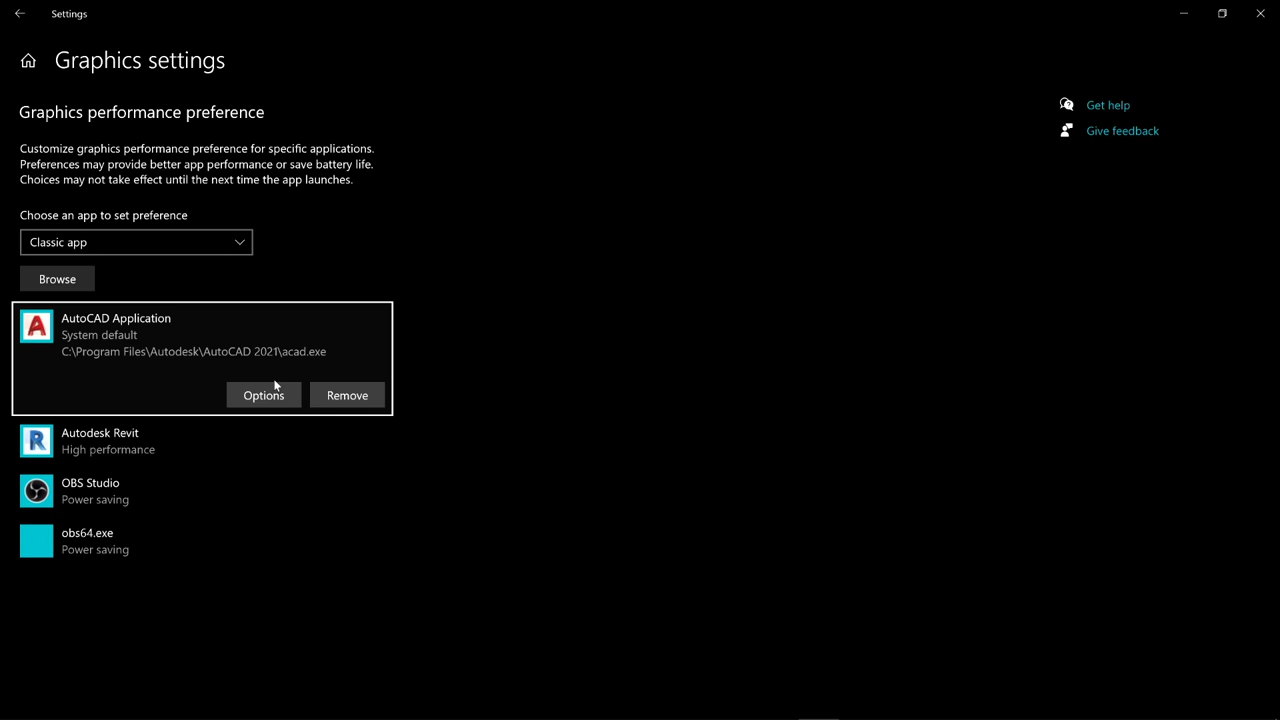 Settings
Graphics settings
Graphics performance preference
Customize graphics performance preference for specific applications.
Preferences may provide better app performance or save battery life.
Choices may not take effect until the next time the app launches.
Choose an app to set preference
Classic app
Browse
AutoCAD Application
System default
C:\Program Files\Autodesk\AutoCAD 2021\acad.exe
Options
Remove
Autodesk Revit
High performance
OBS Studio
Power saving
obs64.exe
Power saving
Get help
Give feedback